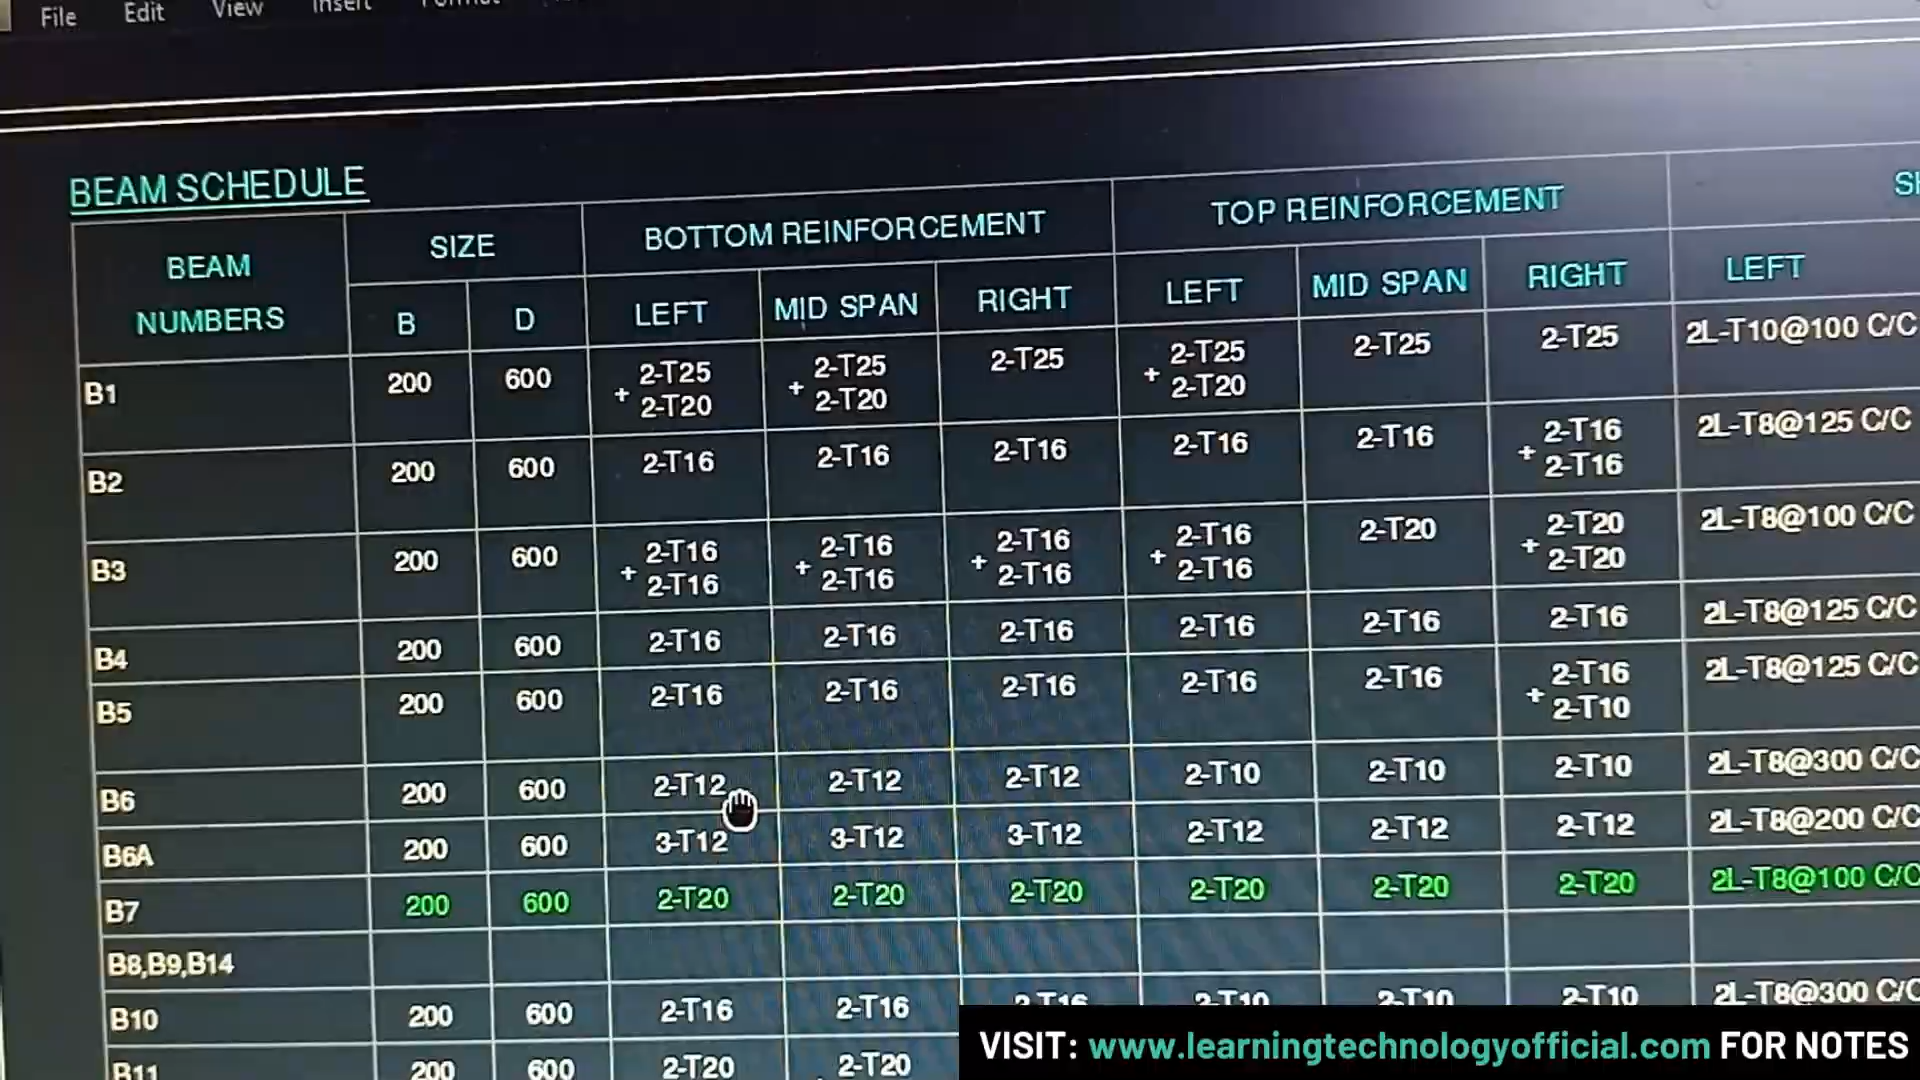 File Edit View Insert Format
BEAM SCHEDULE
BEAM NUMBERS SIZE BOTTOM REINFORCEMENT TOP REINFORCEMENT
B D LEFT MID SPAN RIGHT LEFT MID SPAN RIGHT LEFT
B1 200 600 2-T25 + 2-T20 2-T25 + 2-T20 2-T25 2-T25 + 2-T20 2-T25 2-T25 2L-T10@100 C/C
B2 200 600 2-T16 2-T16 2-T16 2-T16 2-T16 2-T16 + 2-T16 2L-T8@125 C/C
B3 200 600 2-T16 + 2-T16 2-T16 + 2-T16 2-T16 + 2-T16 2-T16 + 2-T16 2-T20 2-T20 + 2-T20 2L-T8@100 C/C
B4 200 600 2-T16 2-T16 2-T16 2-T16 2-T16 2-T16 2L-T8@125 C/C
B5 200 600 2-T16 2-T16 2-T16 2-T16 2-T16 2-T16 + 2-T10 2L-T8@125 C/C
B6 200 600 2-T12 2-T12 2-T12 2-T10 2-T10 2-T10 2L-T8@300 C/C
B6A 200 600 3-T12 3-T12 3-T12 2-T12 2-T12 2-T12 2L-T8@200 C/C
B7 200 600 2-T20 2-T20 2-T20 2-T20 2-T20 2-T20 2L-T8@100 C/C
B8,B9,B14
B10 200 600 2-T16 2-T16 2-T16 2-T10 2-T10 2-T10 2L-T8@300 C/C
B11 200 600 2-T20 2-T20
VISIT: www.learningtechnologyofficial.com FOR NOTES